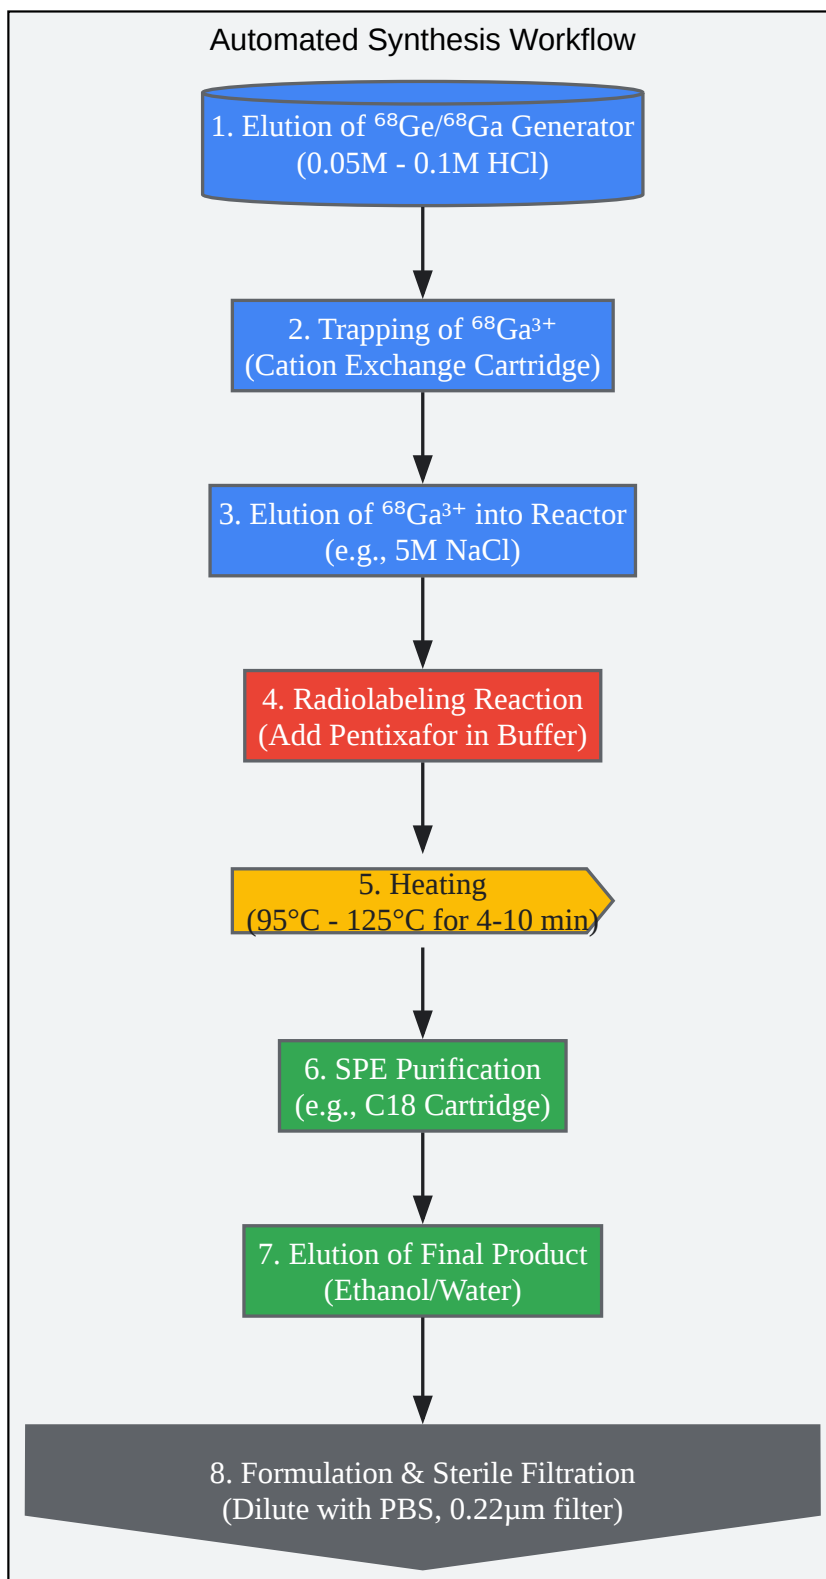 Automated Synthesis Workflow
1. Elution of ⁶⁸Ge/⁶⁸Ga Generator
(0.05M - 0.1M HCl)
2. Trapping of ⁶⁸Ga³⁺
(Cation Exchange Cartridge)
3. Elution of ⁶⁸Ga³⁺ into Reactor
(e.g., 5M NaCl)
4. Radiolabeling Reaction
(Add Pentixafor in Buffer)
5. Heating
(95°C - 125°C for 4-10 min)
6. SPE Purification
(e.g., C18 Cartridge)
7. Elution of Final Product
(Ethanol/Water)
8. Formulation & Sterile Filtration
(Dilute with PBS, 0.22µm filter)